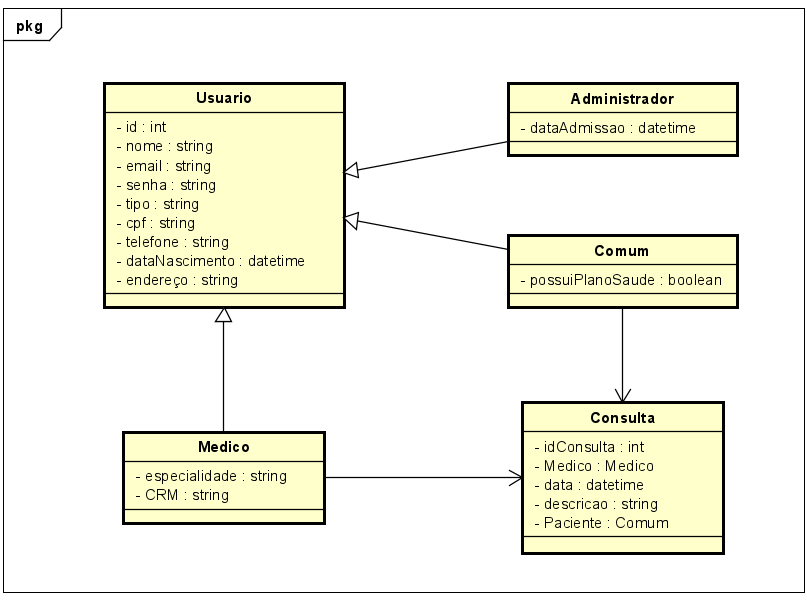 pkg
Usuario
- id : int
- nome : string
- email : string
- senha : string
- tipo : string
- cpf : string
- telefone : string
- dataNascimento : datetime
- endereço : string
Administrador
- dataAdmissao : datetime
Comum
- possuiPlanoSaude : boolean
Medico
- especialidade : string
- CRM : string
Consulta
- idConsulta : int
- Medico : Medico
- data : datetime
- descricao : string
- Paciente : Comum